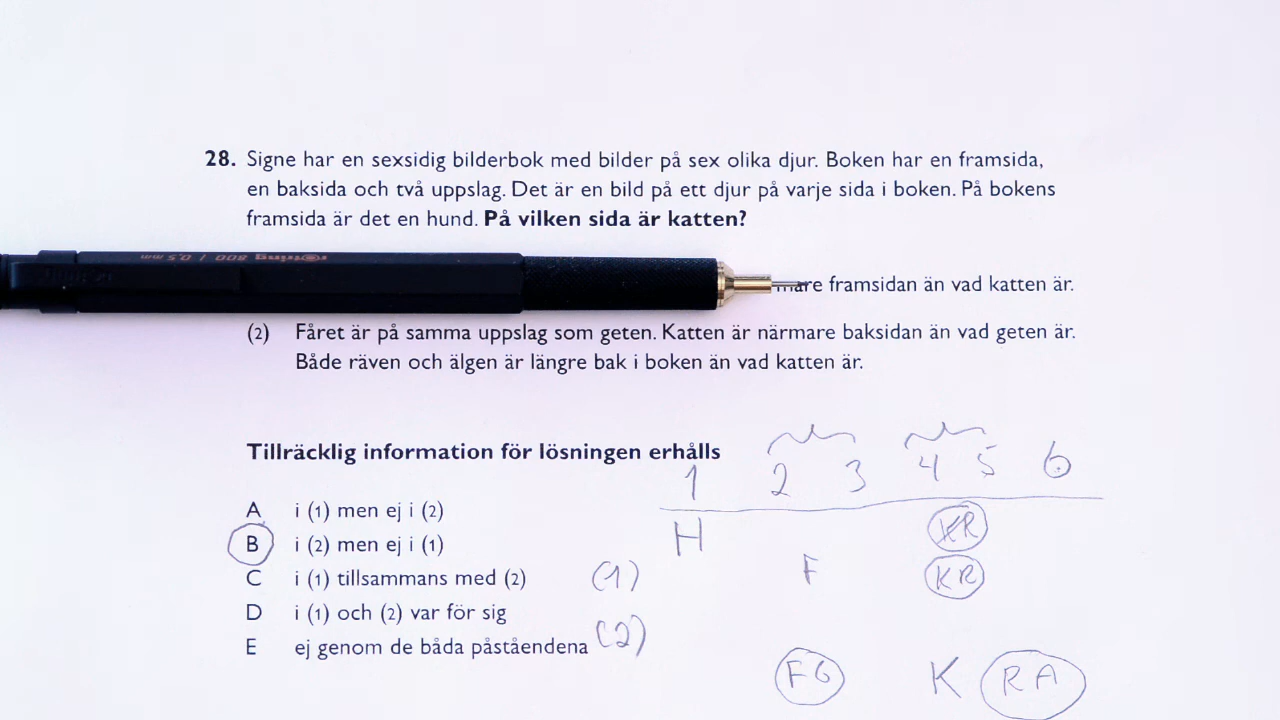 28. Signe har en sexsidig bilderbok med bilder på sex olika djur. Boken har en framsida,
en baksida och två uppslag. Det är en bild på ett djur på varje sida i boken. På bokens
framsida är det en hund. På vilken sida är katten?
rotring 800 / 0,5 mm
framsidan än vad katten är.
(2) Fåret är på samma uppslag som geten. Katten är närmare baksidan än vad geten är.
Både räven och älgen är längre bak i boken än vad katten är.
Tillräcklig information för lösningen erhålls
1 2 3 4 5 6
A i (1) men ej i (2)
H KR
B i (2) men ej i (1)
C i (1) tillsammans med (2)
(1) F KR
D i (1) och (2) var för sig
E ej genom de båda påståendena
(2)
FG K RA